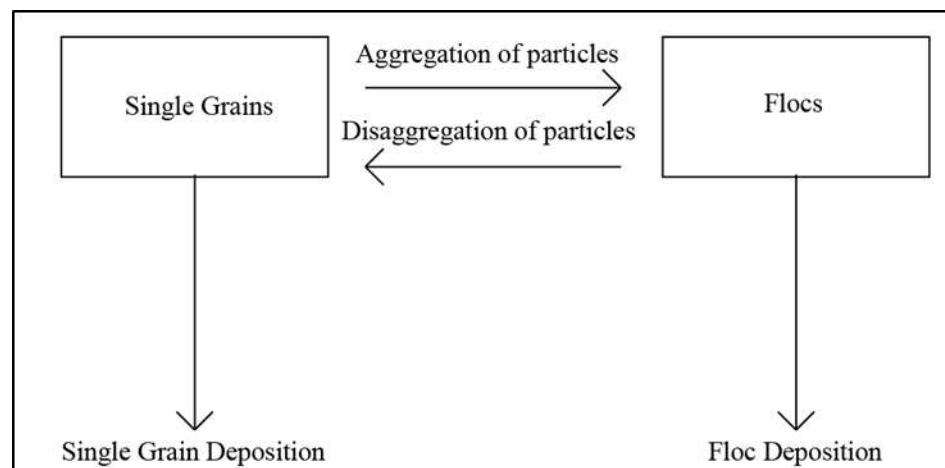 Aggregation of particles
Single Grains
Flocs
Disaggregation of particles
Single Grain Deposition
Floc Deposition